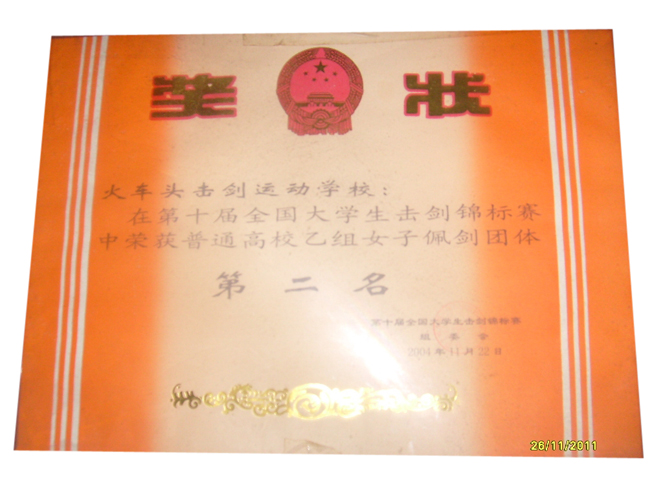 奖 状
火车头击剑运动学校：
在第十届全国大学生击剑锦标赛
中荣获普通高校乙组女子佩剑团体
第二名
第十届全国大学生击剑锦标赛
组委会
2004年11月22日
26/11/2011